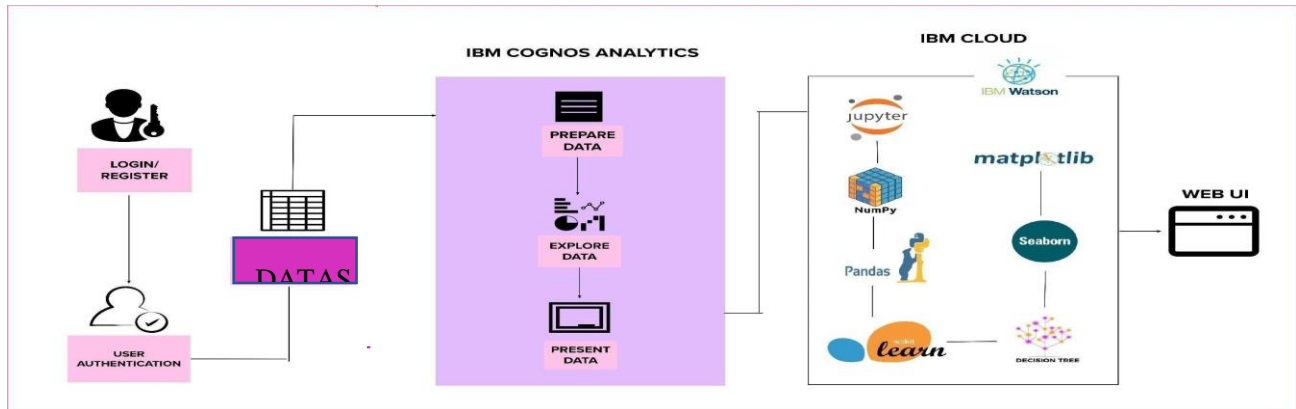 LOGIN/
REGISTER
USER
AUTHENTICATION
DATAS
IBM COGNOS ANALYTICS
PREPARE
DATA
EXPLORE
DATA
PRESENT
DATA
IBM CLOUD
IBM Watson
jupyter
NumPy
Pandas
scikit
learn
matplotlib
Seaborn
DECISION TREE
WEB UI